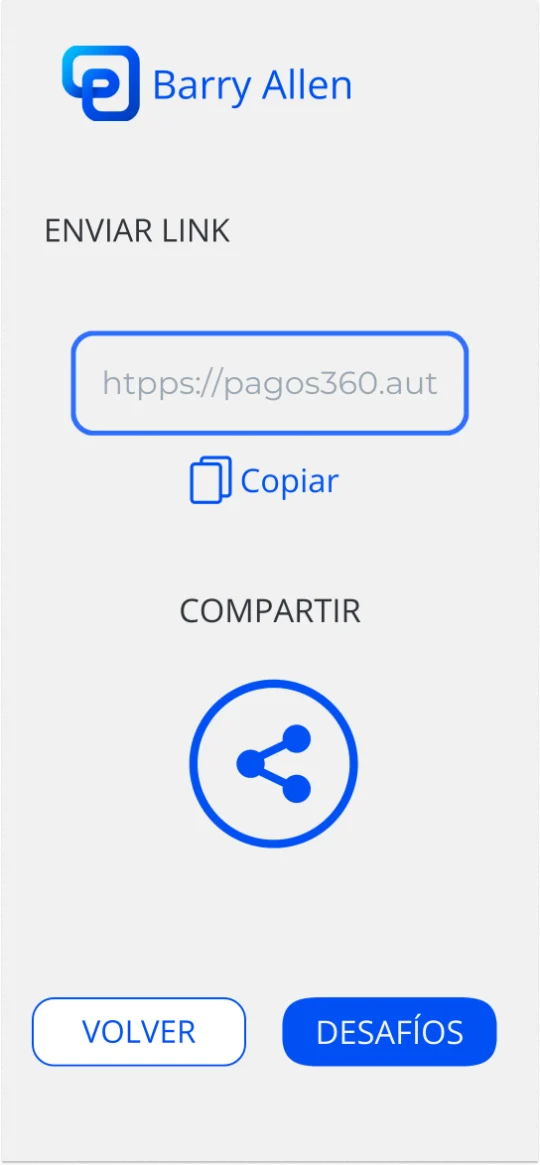 Barry Allen
ENVIAR LINK
htpps://pagos360.aut
Copiar
COMPARTIR
VOLVER
DESAFÍOS